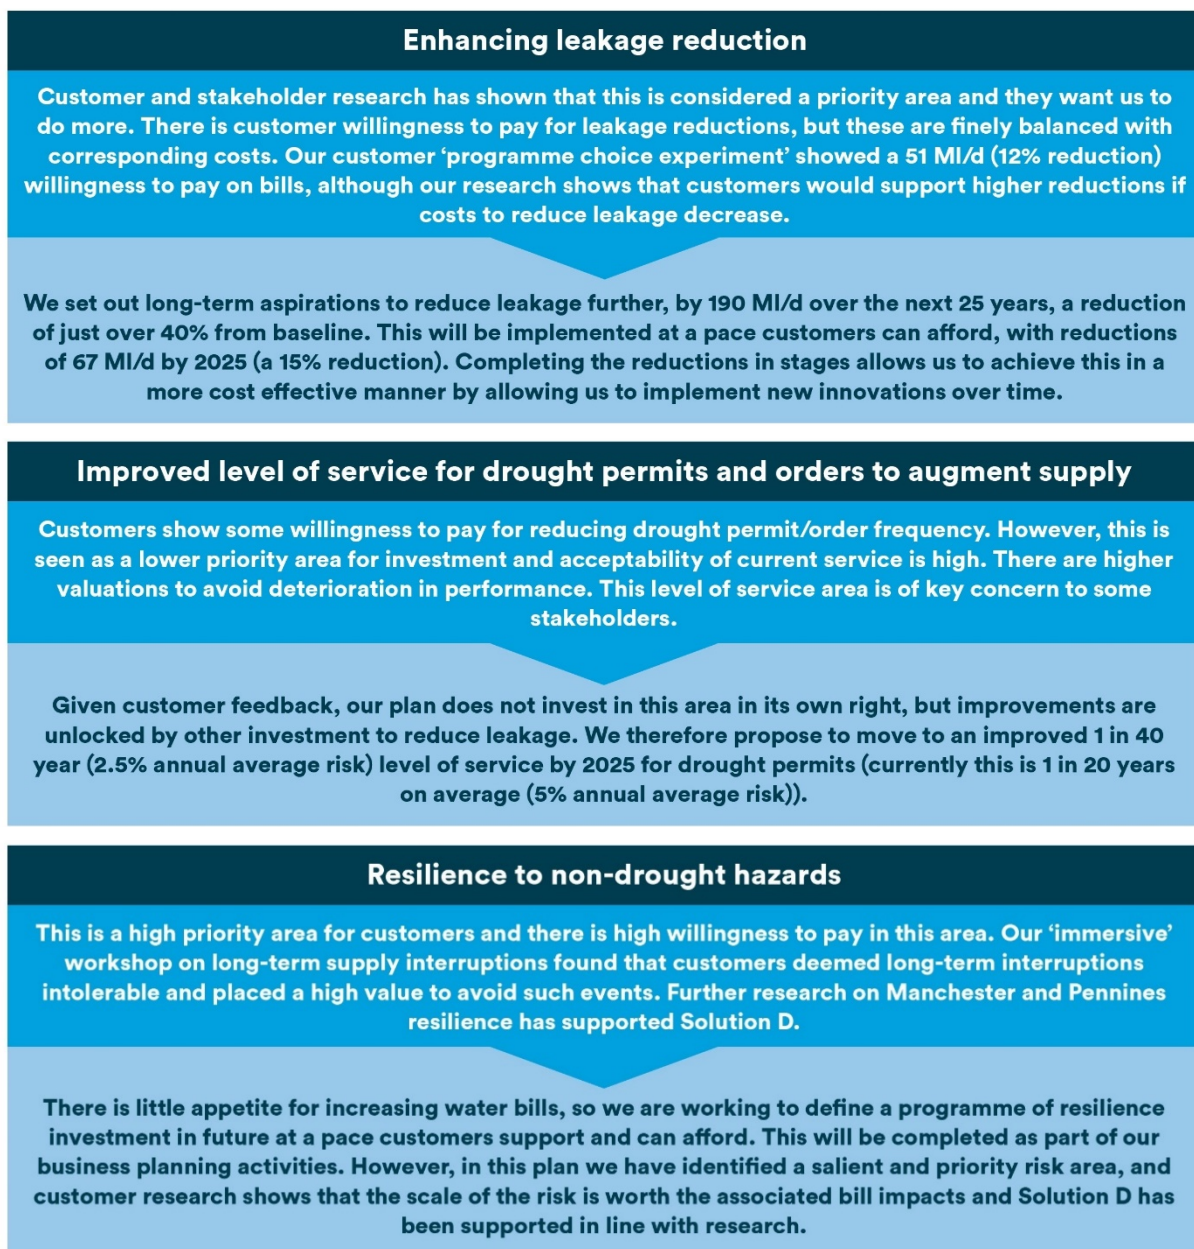 Enhancing leakage reduction
Customer and stakeholder research has shown that this is considered a priority area and they want us to
do more. There is customer willingness to pay for leakage reductions, but these are finely balanced with
corresponding costs. Our customer ‘programme choice experiment’ showed a 51 Ml/d (12% reduction)
willingness to pay on bills, although our research shows that customers would support higher reductions if
costs to reduce leakage decrease.
We set out long-term aspirations to reduce leakage further, by 190 Ml/d over the next 25 years, a reduction
of just over 40% from baseline. This will be implemented at a pace customers can afford, with reductions
of 67 Ml/d by 2025 (a 15% reduction). Completing the reductions in stages allows us to achieve this in a
more cost effective manner by allowing us to implement new innovations over time.
Improved level of service for drought permits and orders to augment supply
Customers show some willingness to pay for reducing drought permit/order frequency. However, this is
seen as a lower priority area for investment and acceptability of current service is high. There are higher
valuations to avoid deterioration in performance. This level of service area is of key concern to some
stakeholders.
Given customer feedback, our plan does not invest in this area in its own right, but improvements are
unlocked by other investment to reduce leakage. We therefore propose to move to an improved 1 in 40
year (2.5% annual average risk) level of service by 2025 for drought permits (currently this is 1 in 20 years
on average (5% annual average risk)).
Resilience to non-drought hazards
This is a high priority area for customers and there is high willingness to pay in this area. Our ‘immersive’
workshop on long-term supply interruptions found that customers deemed long-term interruptions
intolerable and placed a high value to avoid such events. Further research on Manchester and Pennines
resilience has supported Solution D.
There is little appetite for increasing water bills, so we are working to define a programme of resilience
investment in future at a pace customers support and can afford. This will be completed as part of our
business planning activities. However, in this plan we have identified a salient and priority risk area, and
customer research shows that the scale of the risk is worth the associated bill impacts and Solution D has
been supported in line with research.